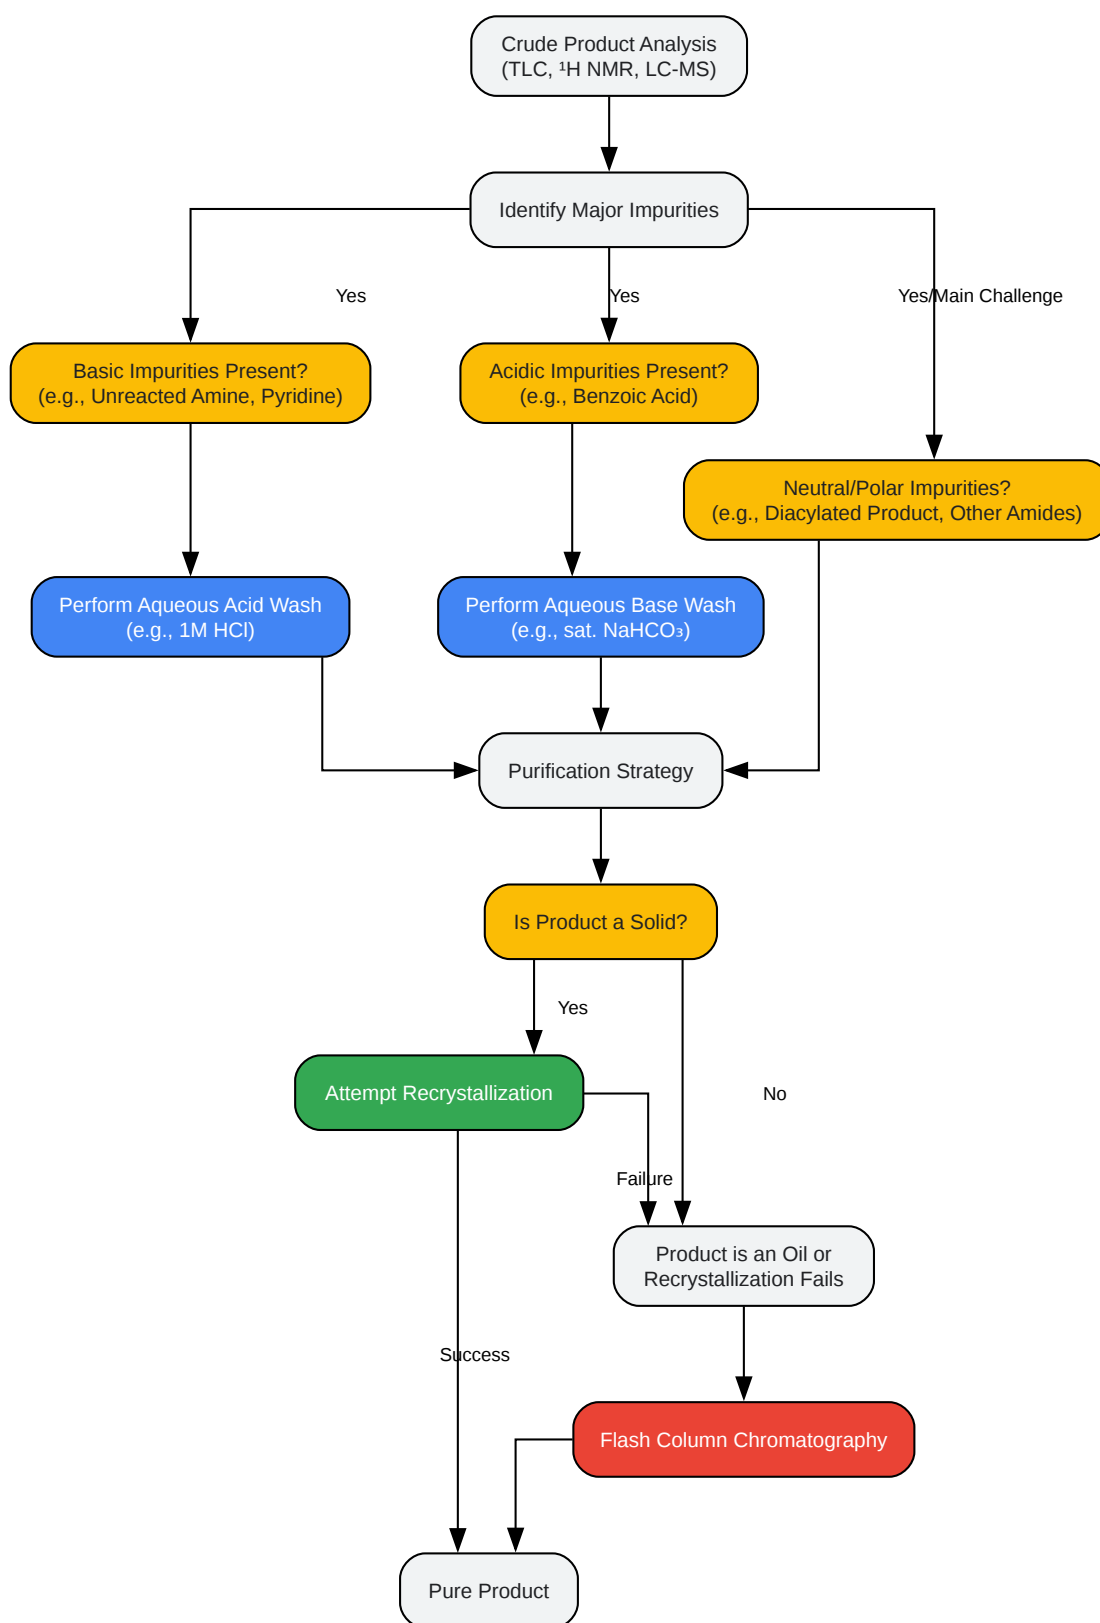 Crude Product Analysis
(TLC, ¹H NMR, LC-MS)
Identify Major Impurities
Yes
Yes
Yes/Main Challenge
Basic Impurities Present?
(e.g., Unreacted Amine, Pyridine)
Acidic Impurities Present?
(e.g., Benzoic Acid)
Neutral/Polar Impurities?
(e.g., Diacylated Product, Other Amides)
Perform Aqueous Acid Wash
(e.g., 1M HCl)
Perform Aqueous Base Wash
(e.g., sat. NaHCO₃)
Purification Strategy
Is Product a Solid?
Yes
Attempt Recrystallization
No
Failure
Product is an Oil or
Recrystallization Fails
Success
Flash Column Chromatography
Pure Product